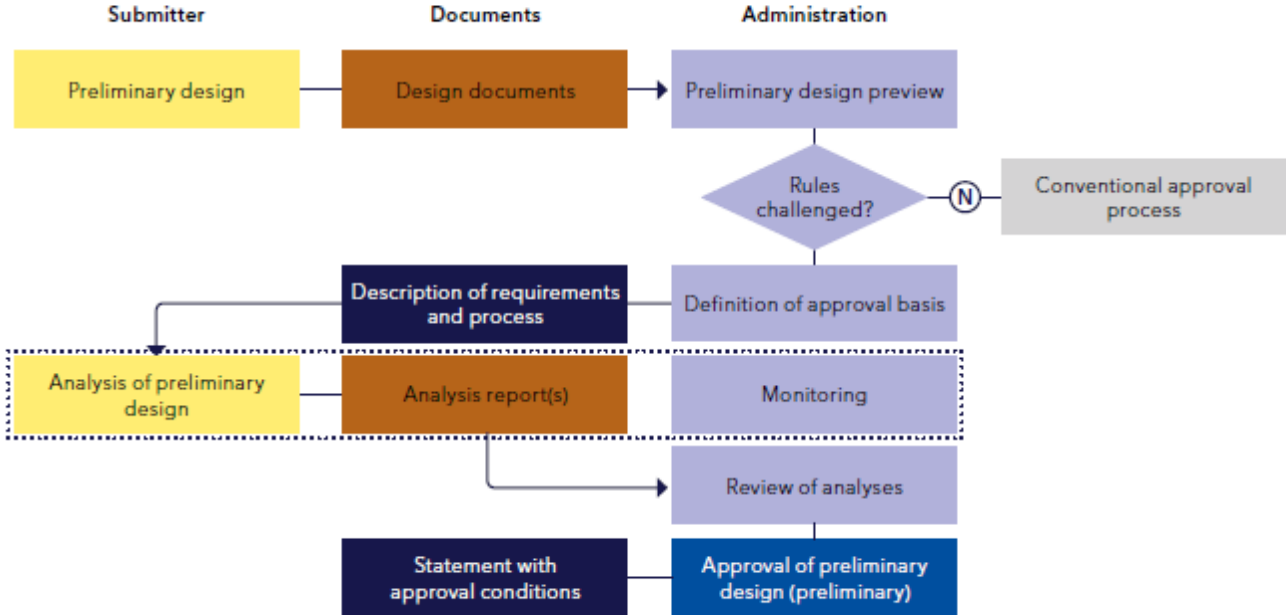 Submitter
Documents
Administration
Preliminary design
Design documents
Preliminary design preview
Rules
challenged?
N
Conventional approval
process
Description of requirements
and process
Definition of approval basis
Analysis of preliminary
design
Analysis report(s)
Monitoring
Review of analyses
Statement with
approval conditions
Approval of preliminary
design (preliminary)